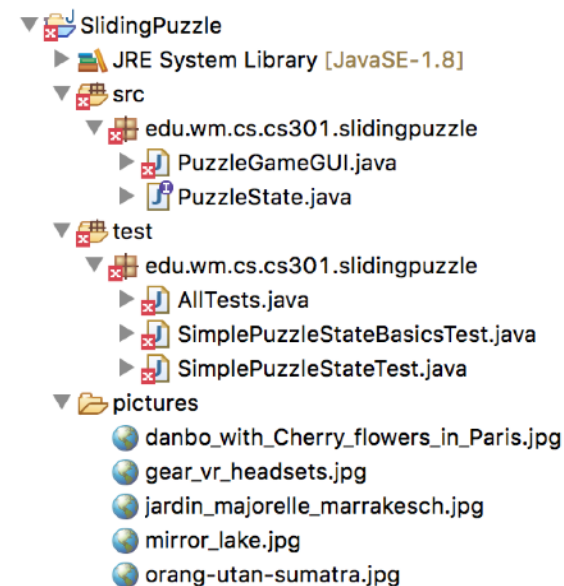 SlidingPuzzle
JRE System Library [JavaSE-1.8]
src
edu.wm.cs.cs301.slidingpuzzle
PuzzleGameGUI.java
PuzzleState.java
test
edu.wm.cs.cs301.slidingpuzzle
AllTests.java
SimplePuzzleStateBasicsTest.java
SimplePuzzleStateTest.java
pictures
danbo_with_Cherry_flowers_in_Paris.jpg
gear_vr_headsets.jpg
jardin_majorelle_marrakesch.jpg
mirror_lake.jpg
orang-utan-sumatra.jpg